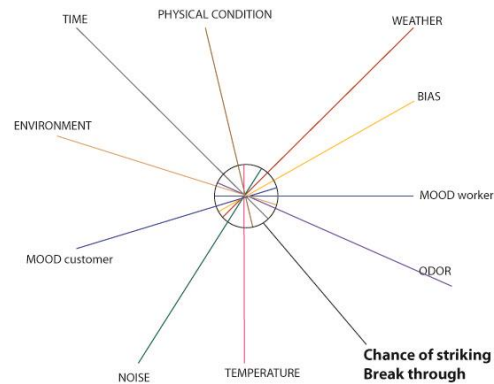 TIME
PHYSICAL CONDITION
WEATHER
BIAS
ENVIRONMENT
MOOD worker
MOOD customer
ODOR
Chance of striking
Break through
NOISE
TEMPERATURE